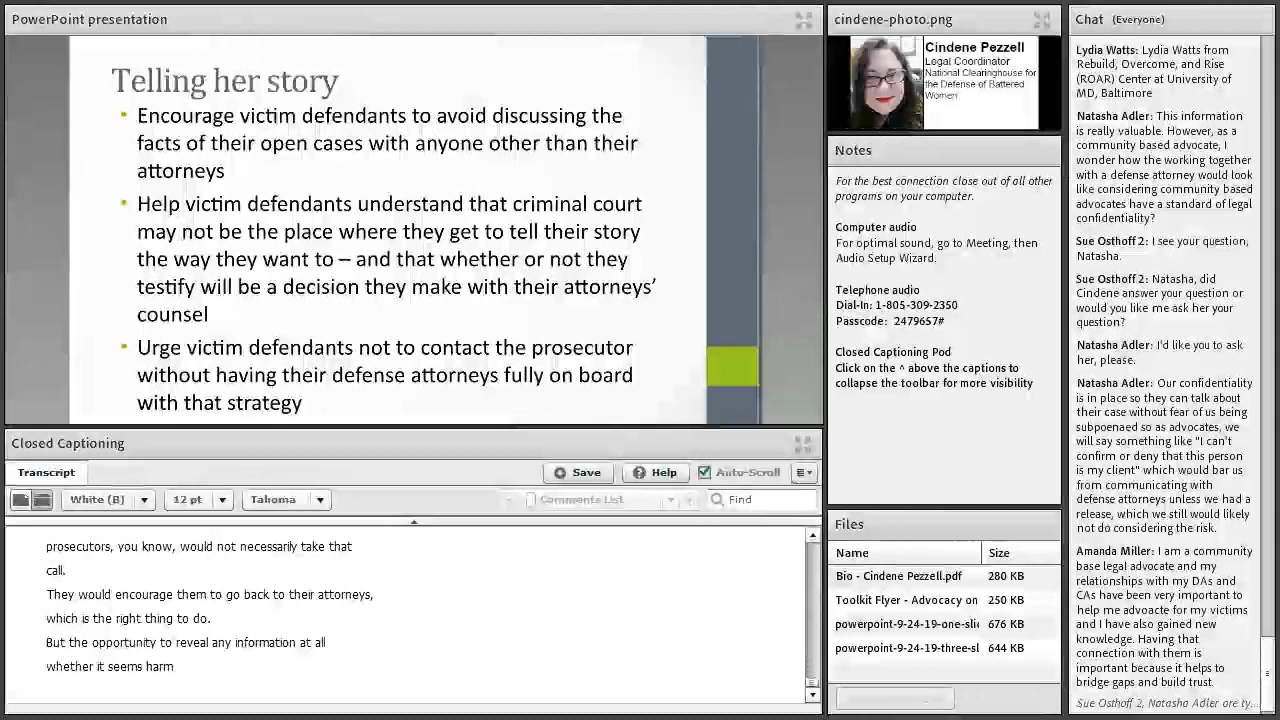 PowerPoint presentation
Telling her story
Encourage victim defendants to avoid discussing the
facts of their open cases with anyone other than their
attorneys
Help victim defendants understand that criminal court
may not be the place where they get to tell their story
the way they want to – and that whether or not they
testify will be a decision they make with their attorneys’
counsel
Urge victim defendants not to contact the prosecutor
without having their defense attorneys fully on board
with that strategy
Closed Captioning
Transcript
Save
Help
Auto-Scroll
White (B)
12 pt
Tahoma
Comments List
Find
prosecutors, you know, would not necessarily take that
call.
They would encourage them to go back to their attorneys,
which is the right thing to do.
But the opportunity to reveal any information at all
whether it seems harm
cindene-photo.png
Cindene Pezzell
Legal Coordinator
National Clearinghouse for
the Defense of Battered
Women
Notes
For the best connection close out of all other
programs on your computer.
Computer audio
For optimal sound, go to Meeting, then
Audio Setup Wizard.
Telephone audio
Dial-In: 1-805-309-2350
Passcode: 2479657#
Closed Captioning Pod
Click on the ^ above the captions to
collapse the toolbar for more visibility
Files
Name Size
Bio - Cindene Pezzell.pdf 280 KB
Toolkit Flyer - Advocacy on 250 KB
powerpoint-9-24-19-one-sli 676 KB
powerpoint-9-24-19-three-sl 644 KB
Chat (Everyone)
Lydia Watts: Lydia Watts from
Rebuild, Overcome, and Rise
(ROAR) Center at University of
MD, Baltimore
Natasha Adler: This information
is really valuable. However, as a
community based advocate, I
wonder how the working together
with a defense attorney would look
like considering community based
advocates have a standard of legal
confidentiality?
Sue Osthoff 2: I see your question,
Natasha.
Sue Osthoff 2: Natasha, did
Cindene answer your question or
would you like me ask her your
question?
Natasha Adler: I'd like you to ask
her, please.
Natasha Adler: Our confidentiality
is in place so they can talk about
their case without fear of us being
subpoenaed so as advocates, we
will say something like "I can't
confirm or deny that this person
is my client" which would bar us
from communicating with
defense attorneys unless we had a
release, which we still would likely
not do considering the risk.
Amanda Miller: I am a community
base legal advocate and my
relationships with my DAs and
CAs have been very important to
help me advoacte for my victims
and I have also gained new
knowledge. Having that
connection with them is
important because it helps to
bridge gaps and build trust.
Sue Osthoff 2, Natasha Adler are ty...